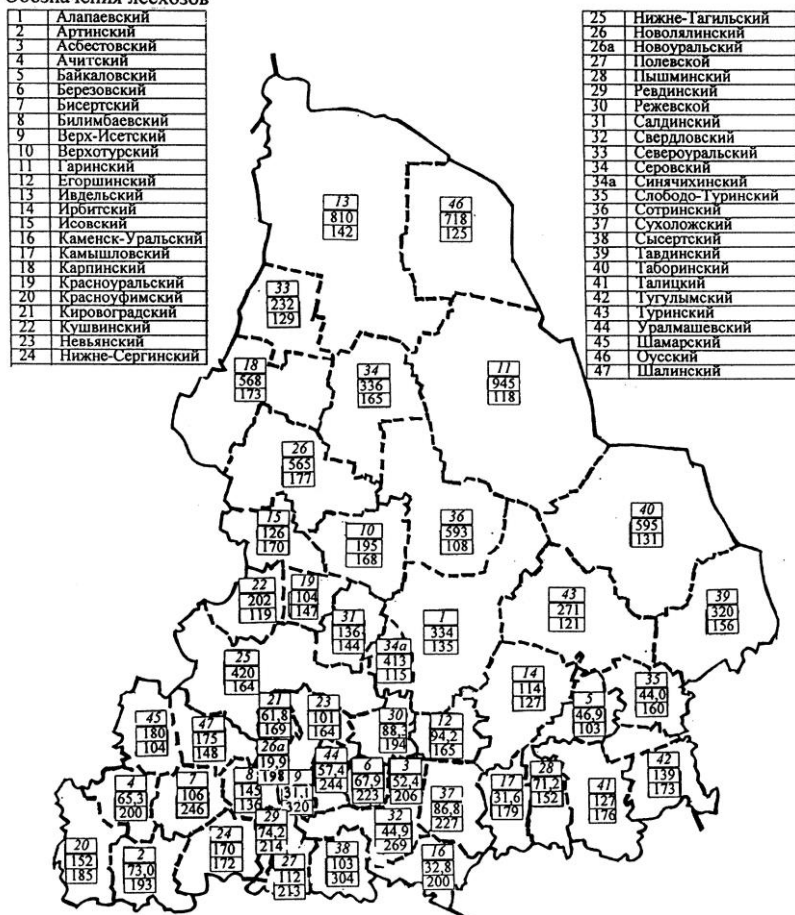 Обозначения лесхозов
1 Алапаевский
2 Артинский
3 Асбестовский
4 Ачитский
5 Байкаловский
6 Березовский
7 Бисертский
8 Билимбаевский
9 Верх-Исетский
10 Верхотурский
11 Гаринский
12 Егоршинский
13 Ивдельский
14 Ирбитский
15 Исовский
16 Каменск-Уральский
17 Камышловский
18 Карпинский
19 Красноуральский
20 Красноуфимский
21 Кировоградский
22 Кушвинский
23 Невьянский
24 Нижне-Сергинский
25 Нижне-Тагильский
26 Новолялинский
26а Новоуральский
27 Полевской
28 Пышминский
29 Ревдинский
30 Режевской
31 Салдинский
32 Свердловский
33 Североуральский
34 Серовский
34а Синячихинский
35 Слободо-Туринский
36 Сотринский
37 Сухоложский
38 Сысертский
39 Тавдинский
40 Таборинский
41 Талицкий
42 Тугулымский
43 Туринский
44 Уралмашевский
45 Шамарский
46 Оусский
47 Шалинский
13
810
142
46
718
125
33
232
129
18
568
173
34
336
165
11
945
118
26
565
177
15
126
170
10
195
168
36
593
108
40
595
131
22
202
119
19
104
147
31
136
144
1
334
135
34а
413
115
43
271
121
39
320
156
25
420
164
14
114
127
5
46,9
103
35
44,0
160
45
180
104
47
175
148
21
61,8
169
23
101
164
30
88,3
194
12
94,2
165
26а
19,9
198
44
57,4
244
6
67,9
223
3
52,4
206
4
65,3
200
7
106
246
8
145
136
9
31,1
320
37
86,8
227
17
31,6
179
28
71,2
152
41
127
176
42
139
173
20
152
185
2
73,0
193
24
170
172
29
74,2
214
27
112
213
38
103
304
32
44,9
269
16
32,8
200